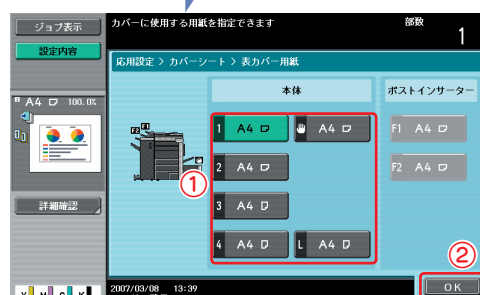 ジョブ表示
カバーに使用する用紙を指定できます
部数
1
設定内容
応用設定 > カバーシート > 表カバー用紙
本体
ポストインサーター
A4 100.0%
F2 F1
1 A4
A4
F1 A4
2 A4
F2 A4
①
3 A4
詳細確認
4 A4
L A4
②
2007/03/08 13:39
OK
Y M C K